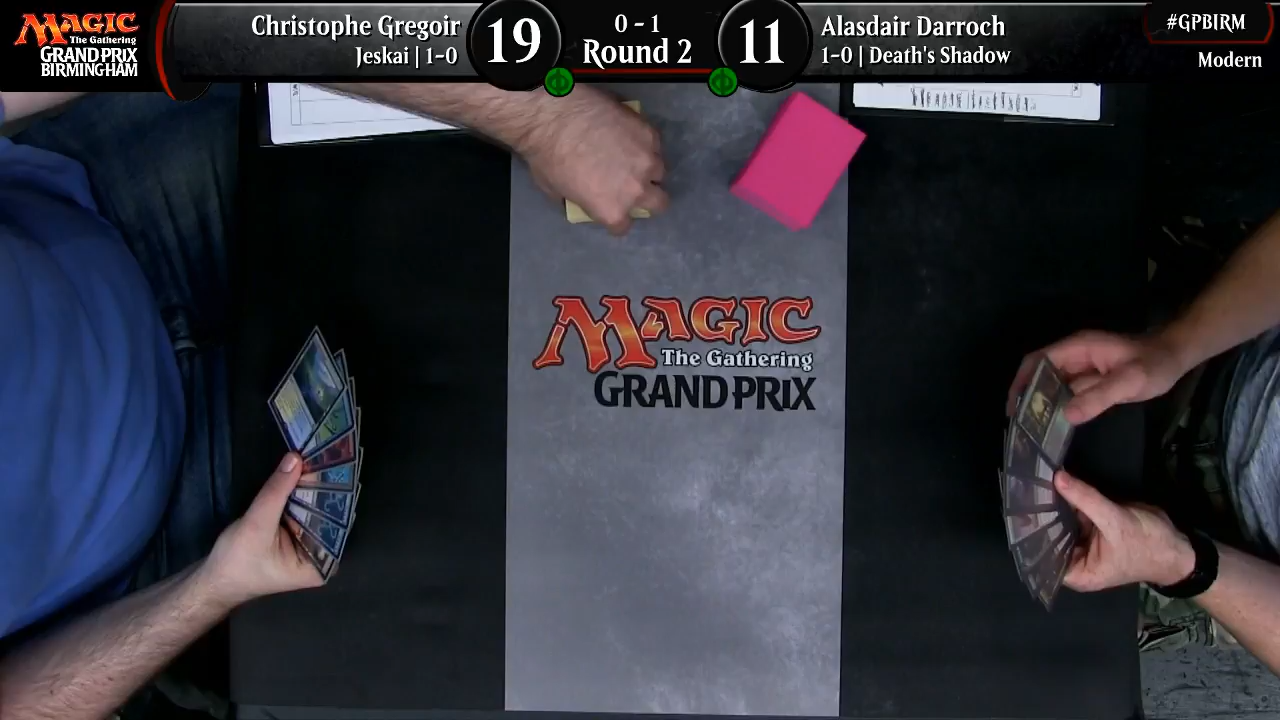 MAGIC
The Gathering
GRAND PRIX
BIRMINGHAM
Christophe Gregoir
Jeskai | 1-0
19
0 - 1
Round 2
11
Alasdair Darroch
1-0 | Death's Shadow
#GPBIRM
Modern
MAGIC
The Gathering
GRAND PRIX